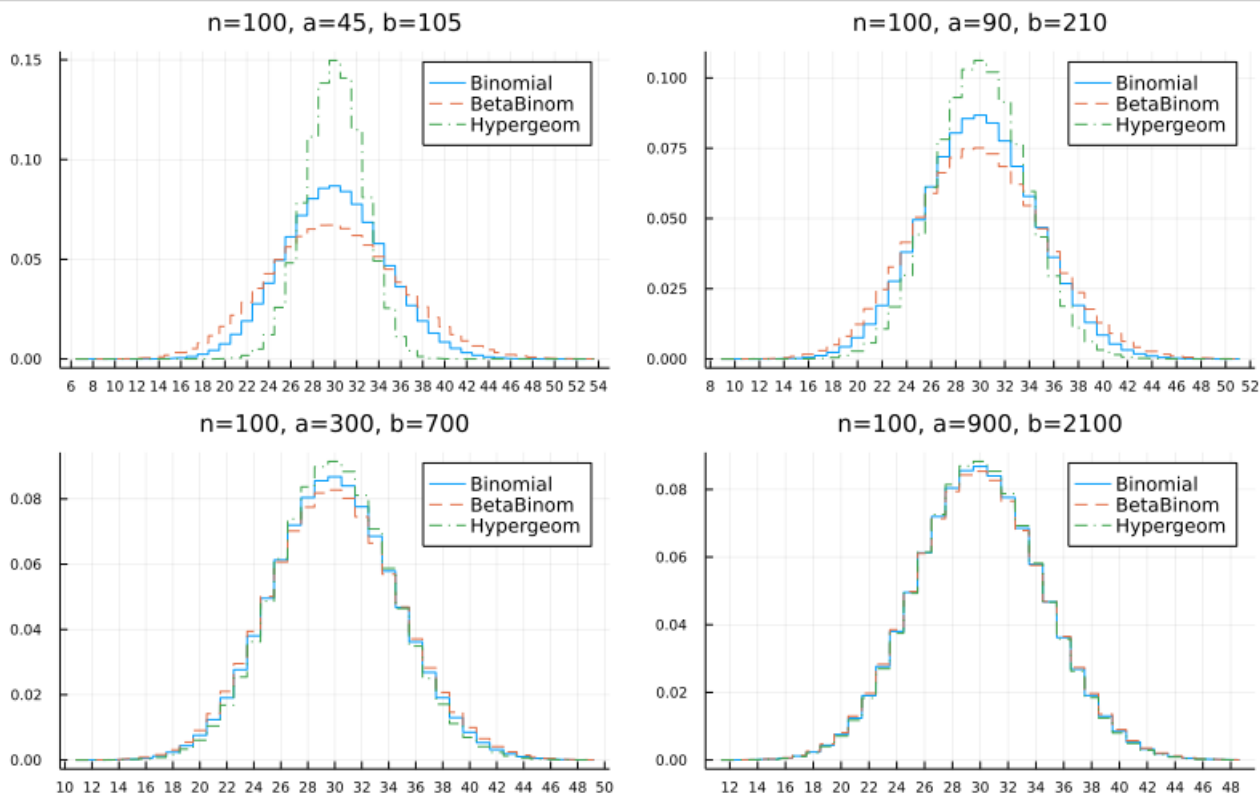 n=100, a=45, b=105
0.15
0.10
0.05
0.00
Binomial
BetaBinom
Hypergeom
6 8 10 12 14 16 18 20 22 24 26 28 30 32 34 36 38 40 42 44 46 48 50 52 54
n=100, a=90, b=210
0.100
0.075
0.050
0.025
0.000
Binomial
BetaBinom
Hypergeom
8 10 12 14 16 18 20 22 24 26 28 30 32 34 36 38 40 42 44 46 48 50 52
n=100, a=300, b=700
0.08
0.06
0.04
0.02
0.00
Binomial
BetaBinom
Hypergeom
10 12 14 16 18 20 22 24 26 28 30 32 34 36 38 40 42 44 46 48 50
n=100, a=900, b=2100
0.08
0.06
0.04
0.02
0.00
Binomial
BetaBinom
Hypergeom
12 14 16 18 20 22 24 26 28 30 32 34 36 38 40 42 44 46 48